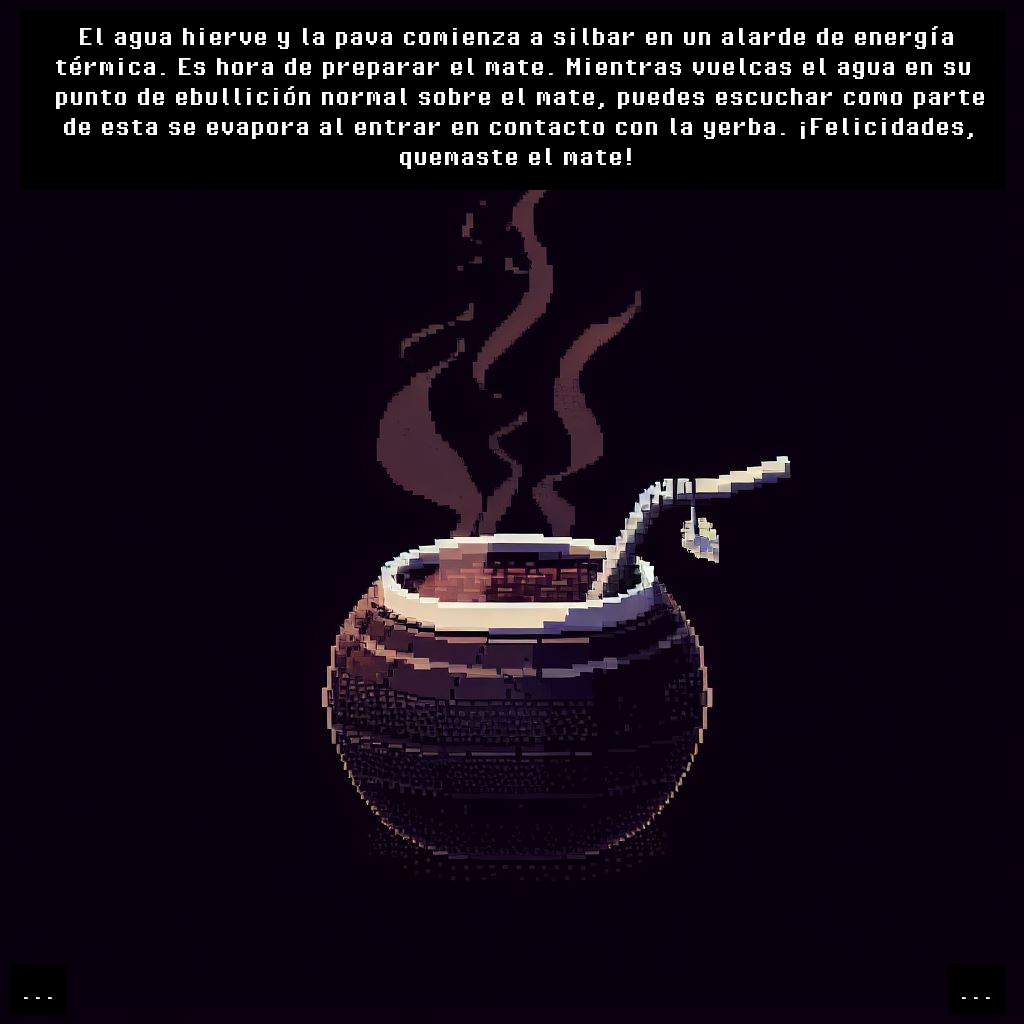 El agua hierve y la pava comienza a silbar en un alarde de energía
térmica. Es hora de preparar el mate. Mientras vuelcas el agua en su
punto de ebullición normal sobre el mate, puedes escuchar como parte
de esta se evapora al entrar en contacto con la yerba. ¡Felicidades,
quemaste el mate!
... ...